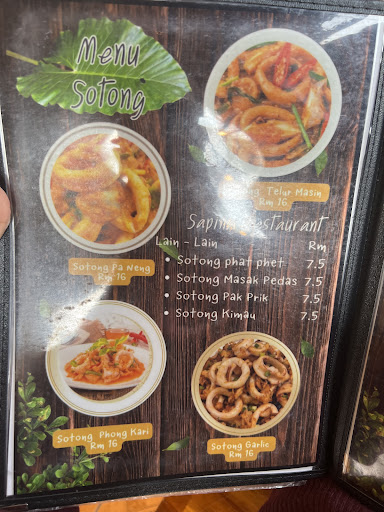 Menu
Sotong
Telur Masin
Rm 16
Restaurant
Sotong Pa Neng
Rm 16
Lain - Lain Rm
• Sotong phat phet 7.5
• Sotong Masak Pedas 7.5
• Sotong Pak Prik 7.5
• Sotong Kimau 7.5
Sotong Phong Kari
Rm 16
Sotong Garlic
Rm 16